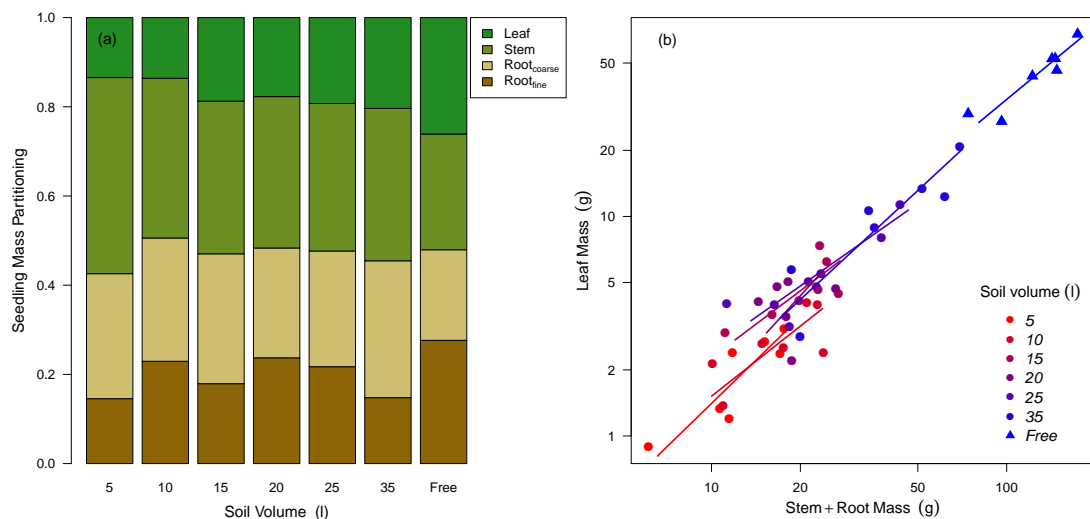 (a)
Leaf
Stem
Root_coarse
Root_fine
1.0
0.8
0.6
0.4
0.2
0.0
Seedling Mass Partitioning
5 10 15 20 25 35 Free
Soil Volume (l)
(b)
50
20
10
5
2
1
Leaf Mass (g)
Soil volume (l)
5
10
15
20
25
35
Free
10 20 50 100
Stem+Root Mass (g)